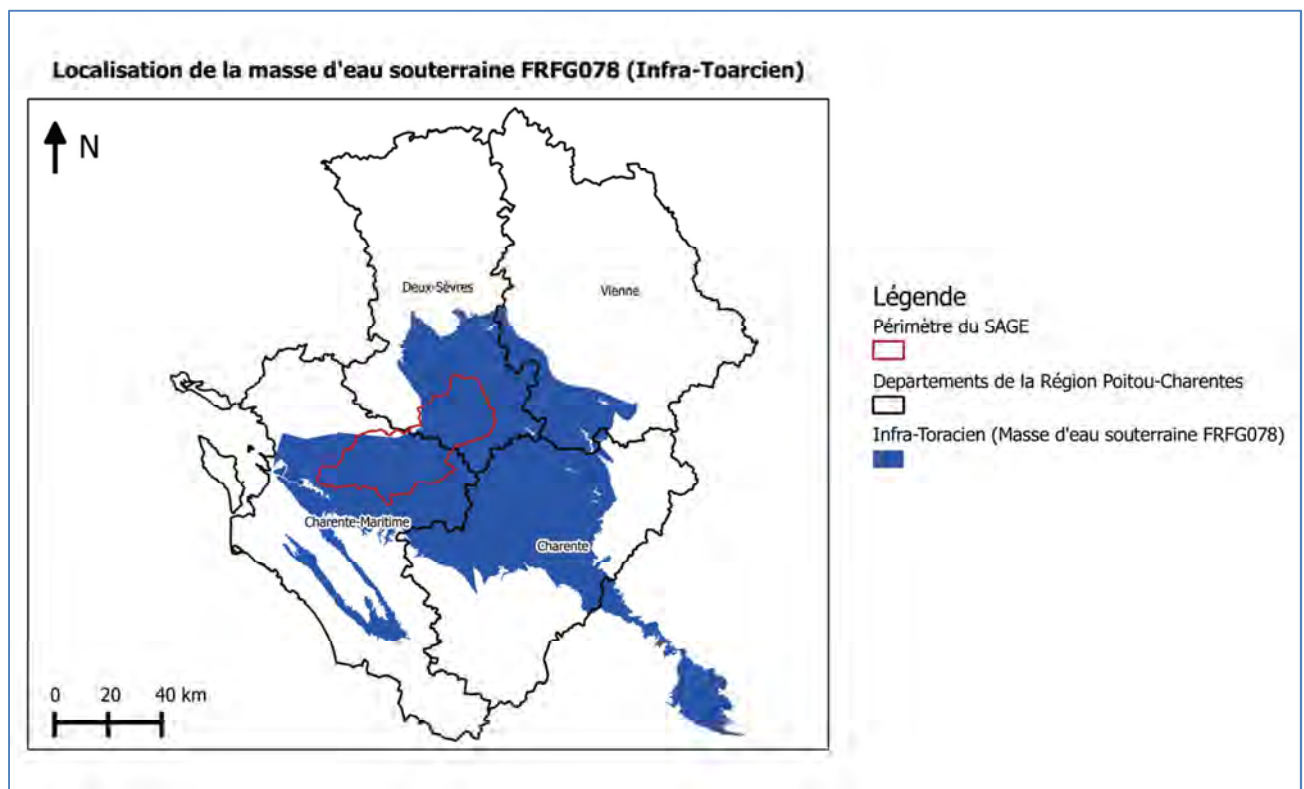 Localisation de la masse d'eau souterraine FRFG078 (Infra-Toarcien)
N
Deux-Sèvres
Vienne
Charente-Maritime
Charente
0 20 40 km
Légende
Périmètre du SAGE
Departements de la Région Poitou-Charentes
Infra-Toracien (Masse d'eau souterraine FRFG078)